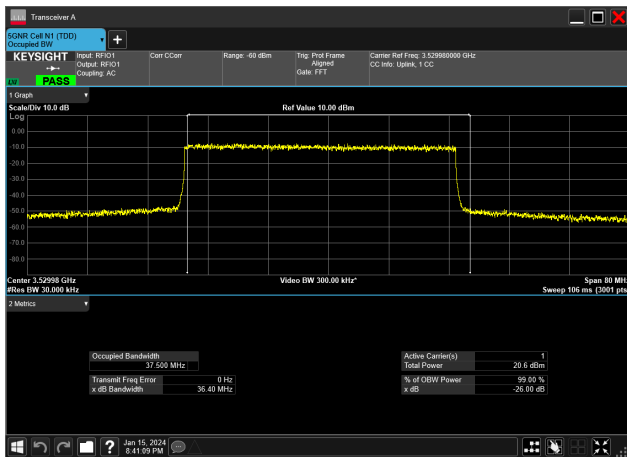 Transceiver A
5GNR Cell N1 (TDD)
Occupied BW
KEYSIGHT
PASS
Input: RFIO1
Output: RFIO1
Coupling: AC
Corr CCorr
Range: -60 dBm
Trig: Prot Frame
Aligned
Gate: FFT
Carrier Ref Freq: 3.529980000 GHz
CC Info: Uplink, 1 CC
1 Graph
Scale/Div 10.0 dB
Ref Value 10.00 dBm
Log
0.00
-10.0
-20.0
-30.0
-40.0
-50.0
-60.0
-70.0
-80.0
Center 3.52998 GHz
#Res BW 30.000 kHz
Video BW 300.00 kHz*
Span 80 MHz
Sweep 106 ms (3001 pts
2 Metrics
Occupied Bandwidth
37.500 MHz
Transmit Freq Error 0 Hz
x dB Bandwidth 36.40 MHz
Active Carrier(s) 1
Total Power 20.6 dBm
% of OBW Power 99.00 %
x dB -26.00 dB
Jan 15, 2024
8:41:09 PM